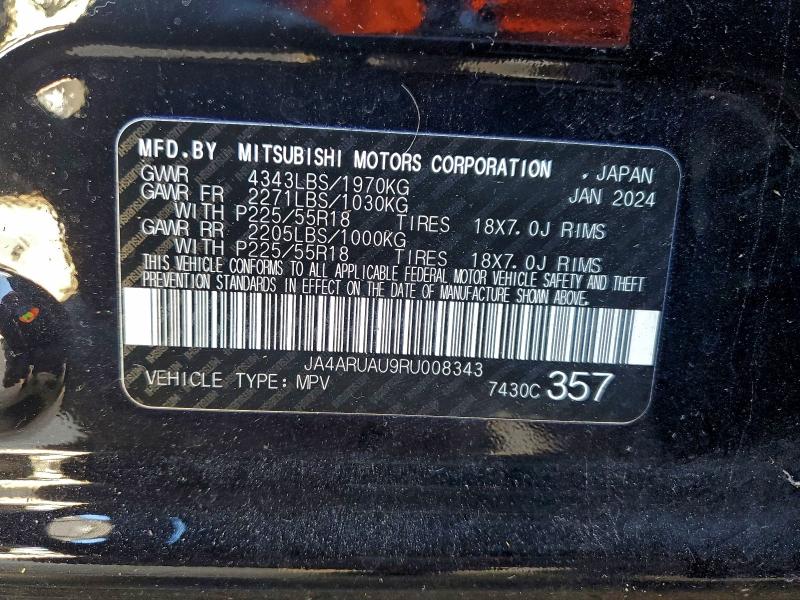 MFD.BY MITSUBISHI MOTORS CORPORATION , JAPAN
GVWR 4343LBS/1970KG JAN 2024
GAWR FR 2271LBS/1030KG
WITH P225/55R18 TIRES 18X7.0J RIMS
GAWR RR 2205LBS/1000KG
WITH P225/55R18 TIRES 18X7.0J RIMS
THIS VEHICLE CONFORMS TO ALL APPLICABLE FEDERAL MOTOR VEHICLE SAFETY AND THEFT
PREVENTION STANDARDS IN EFFECT ON THE DATE OF MANUFACTURE SHOWN ABOVE.
JA4ARUAU9RU008343
VEHICLE TYPE: MPV 7430C 357